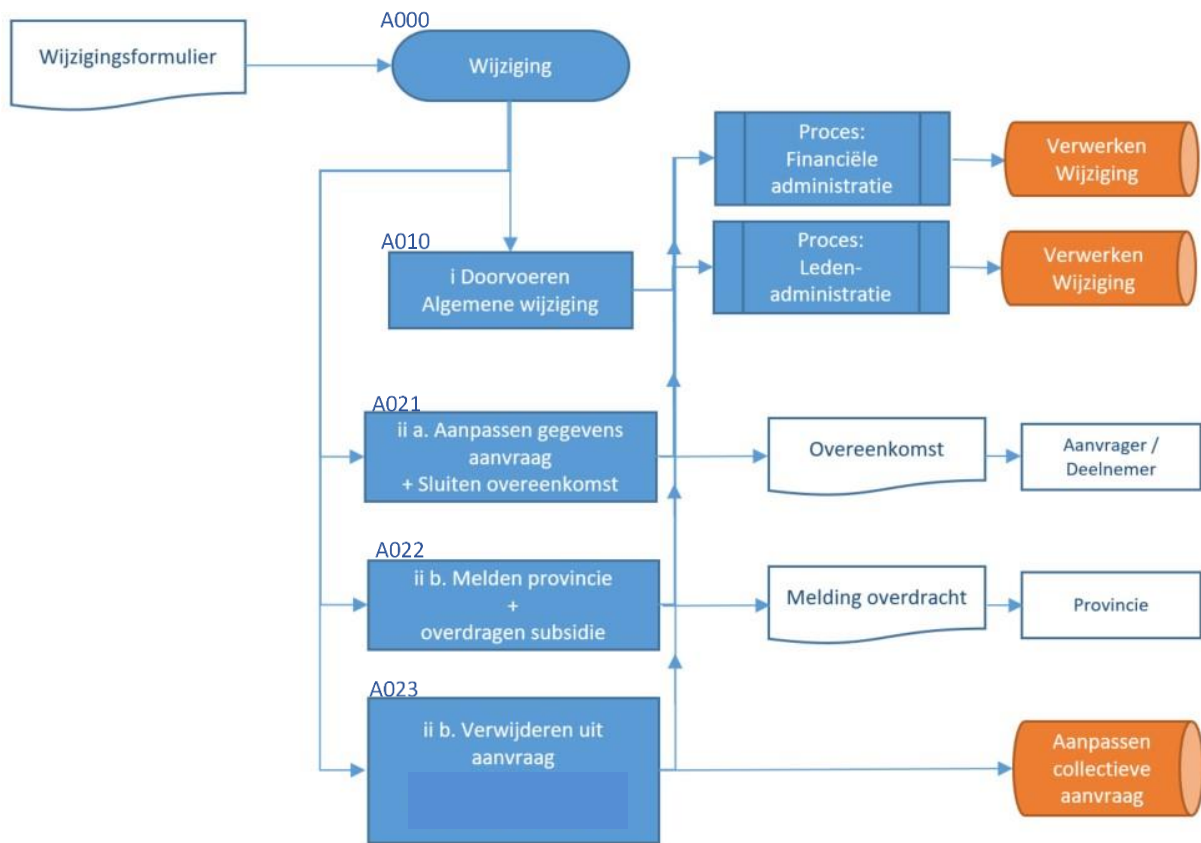 A000
Wijzigingsformulier
Wijziging
Proces:
Financiële
administratie
Verwerken
Wijziging
A010
i Doorvoeren
Algemene wijziging
Proces:
Leden-
administratie
Verwerken
Wijziging
A021
ii a. Aanpassen gegevens
aanvraag
+ Sluiten overeenkomst
Overeenkomst
Aanvrager /
Deelnemer
A022
ii b. Melden provincie
+
overdragen subsidie
Melding overdracht
Provincie
A023
ii b. Verwijderen uit
aanvraag
Aanpassen
collectieve
aanvraag